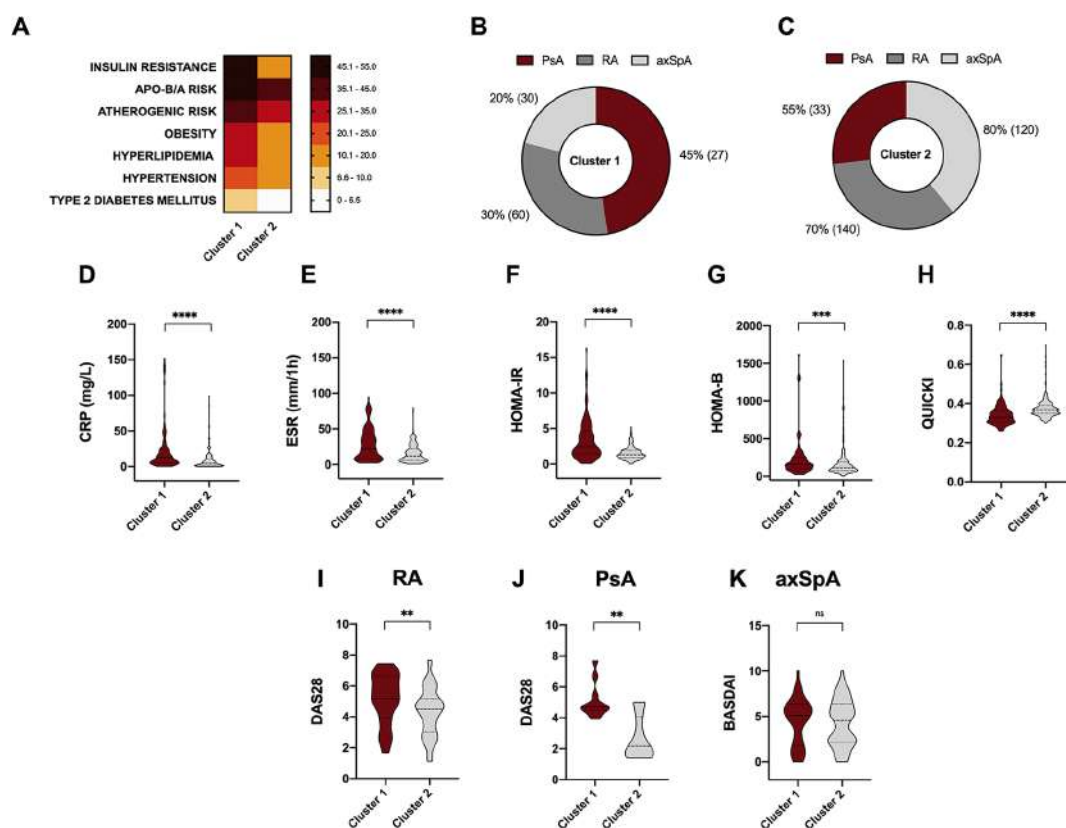 A
INSULIN RESISTANCE
APO-B/A RISK
ATHEROGENIC RISK
OBESITY
HYPERLIPIDEMIA
HYPERTENSION
TYPE 2 DIABETES MELLITUS
Cluster 1
Cluster 2
45.1 - 55.0
35.1 - 45.0
25.1 - 35.0
20.1 - 25.0
10.1 - 20.0
6.6 - 10.0
0 - 6.5
B
PsA RA axSpA
20% (30)
Cluster 1
45% (27)
30% (60)
C
PsA RA axSpA
55% (33)
80% (120)
Cluster 2
70% (140)
D
****
CRP (mg/L)
200
150
100
50
0
Cluster 1
Cluster 2
E
****
ESR (mm/1h)
200
150
100
50
0
Cluster 1
Cluster 2
F
****
HOMA-IR
20
15
10
5
0
Cluster 1
Cluster 2
G
***
HOMA-B
2000
1500
1000
500
0
Cluster 1
Cluster 2
H
****
QUICKI
0.8
0.6
0.4
0.2
0.0
Cluster 1
Cluster 2
I RA
**
DAS28
10
8
6
4
2
0
Cluster 1
Cluster 2
J PsA
**
DAS28
10
8
6
4
2
0
Cluster 1
Cluster 2
K axSpA
ns
BASDAI
15
10
5
0
Cluster 1
Cluster 2